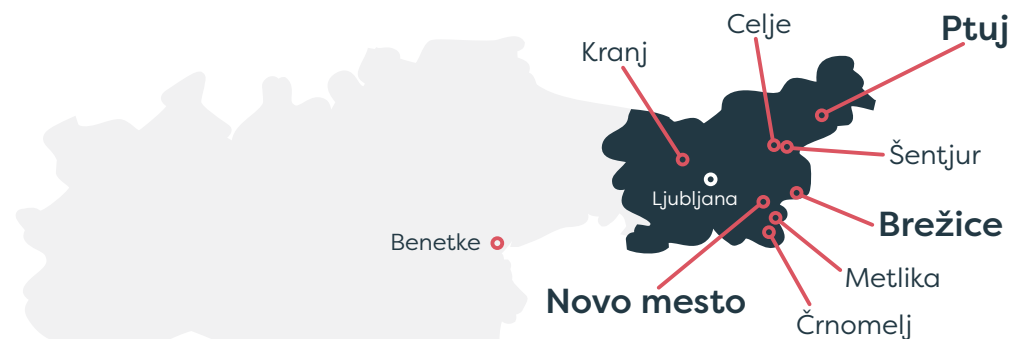 Celje
Ptuj
Kranj
Šentjur
Ljubljana
Brežice
Benetke
Metlika
Novo mesto
Črnomelj